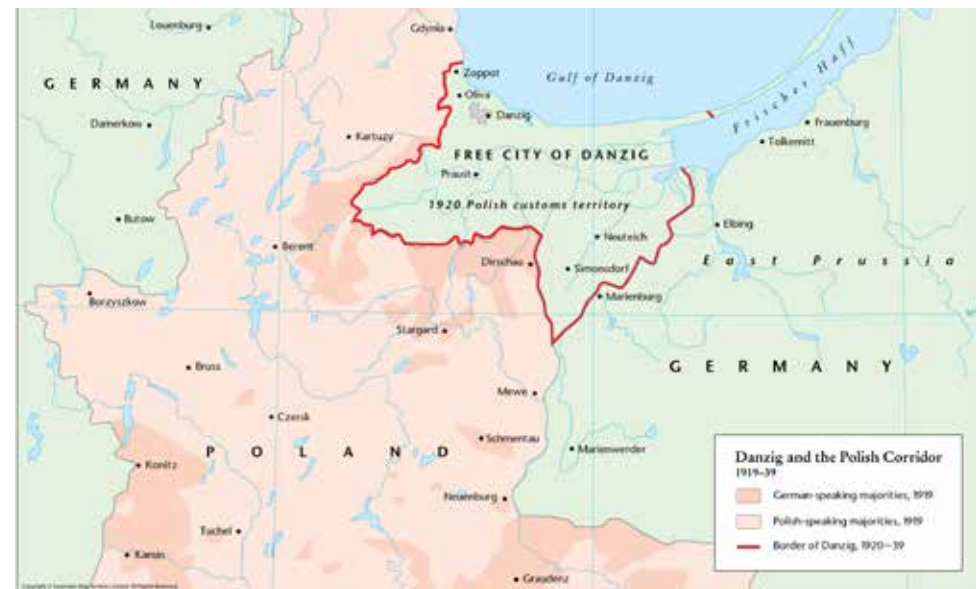 Louenburg
Gdynia
GERMANY
Zoppot
Gulf of Danzig
Oliva
Danzig
Frischer Haff
Damerkow
Kartuzy
Frauenburg
Tolkemitt
FREE CITY OF DANZIG
Praust
1920 Polish customs territory
Butow
Elbing
Neuteich
Berent
East Prussia
Dirschau
Simonsdorf
Borzyszkow
Marienburg
Stargard
Bruss
GERMANY
Mewe
Czersk
POLAND
Schmentau
Marienwerder
Konitz
Neuenburg
Tuchel
Kamin
Graudenz
Danzig and the Polish Corridor
1919–39
German-speaking majorities, 1919
Polish-speaking majorities, 1919
Border of Danzig, 1920—39